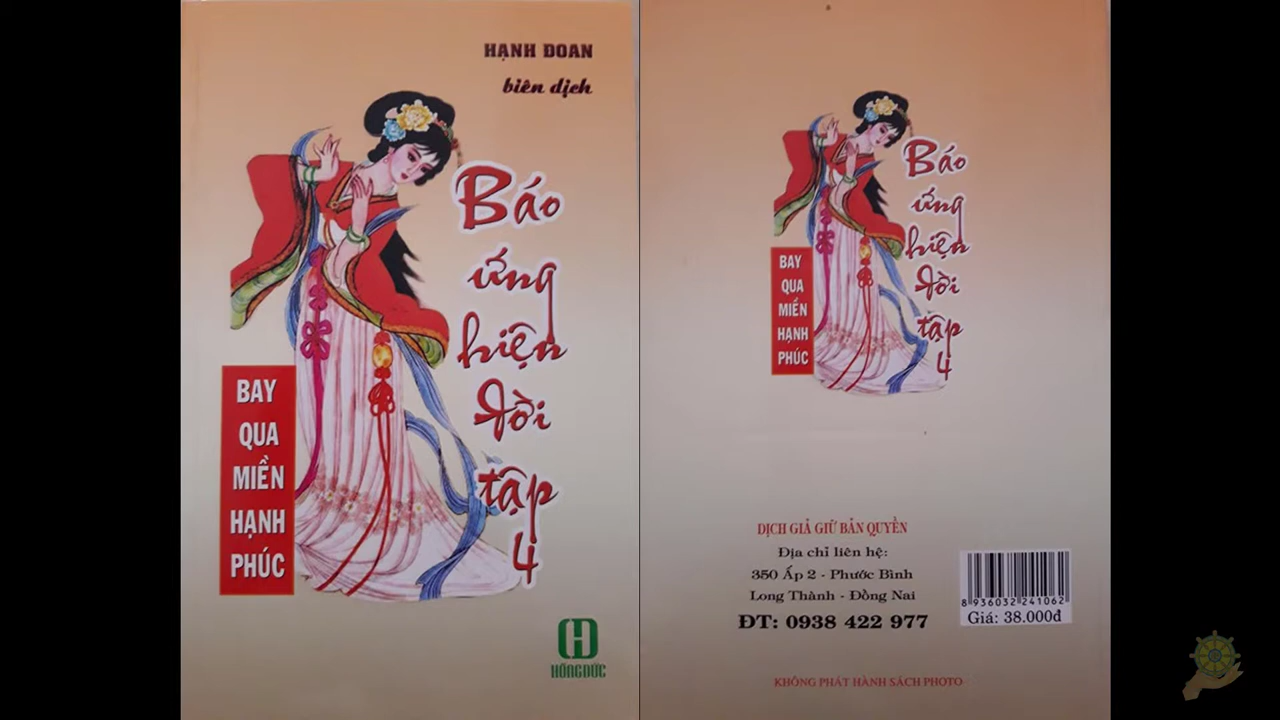 HẠNH ĐOAN
biên dịch
Báo
ứng
hiện
đời
tập
4
BAY
QUA
MIỀN
HẠNH
PHÚC
HỒNG ĐỨC
Báo
ứng
hiện
đời
tập
4
BAY
QUA
MIỀN
HẠNH
PHÚC
DỊCH GIẢ GIỮ BẢN QUYỀN
Địa chỉ liên hệ:
350 Ấp 2 - Phước Bình
Long Thành - Đồng Nai
ĐT: 0938 422 977
8 936032 241062
Giá: 38.000đ
KHÔNG PHÁT HÀNH SÁCH PHOTO